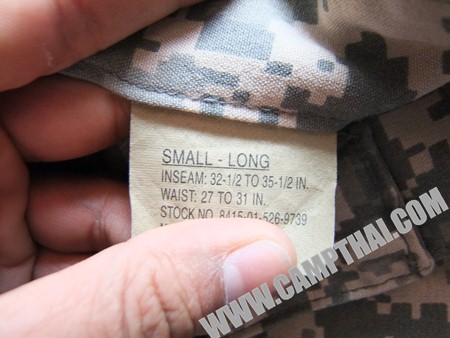 SMALL - LONG
INSEAM: 32-1/2 TO 35-1/2 IN.
WAIST: 27 TO 31 IN.
STOCK NO. 8415-01-526-9739
WWW.CAMPTHAI.COM